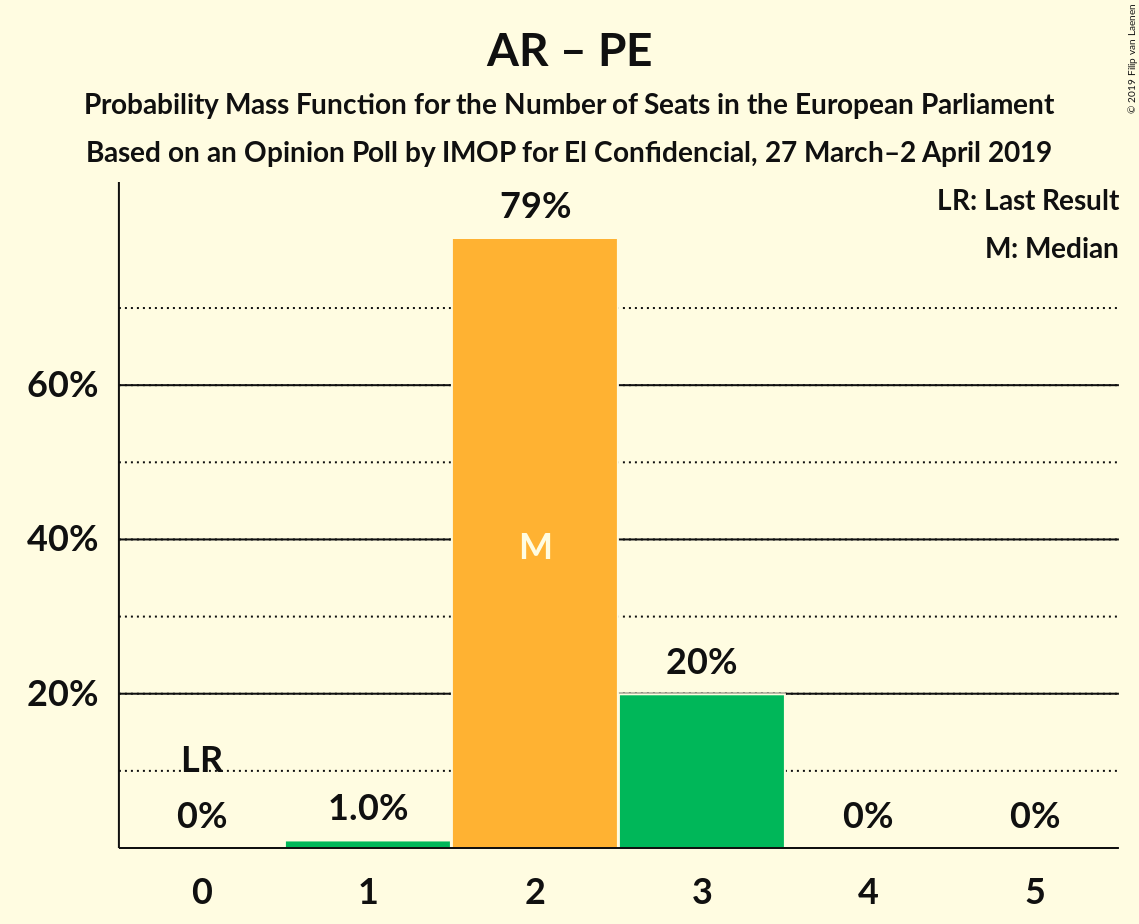 AR – PE
Probability Mass Function for the Number of Seats in the European Parliament
Based on an Opinion Poll by IMOP for El Confidencial, 27 March–2 April 2019
© 2019 Filip van Laenen
LR: Last Result
M: Median
79%
60%
40%
M
20%
20%
LR
0%
1.0%
0%
0%
0
1
2
3
4
5